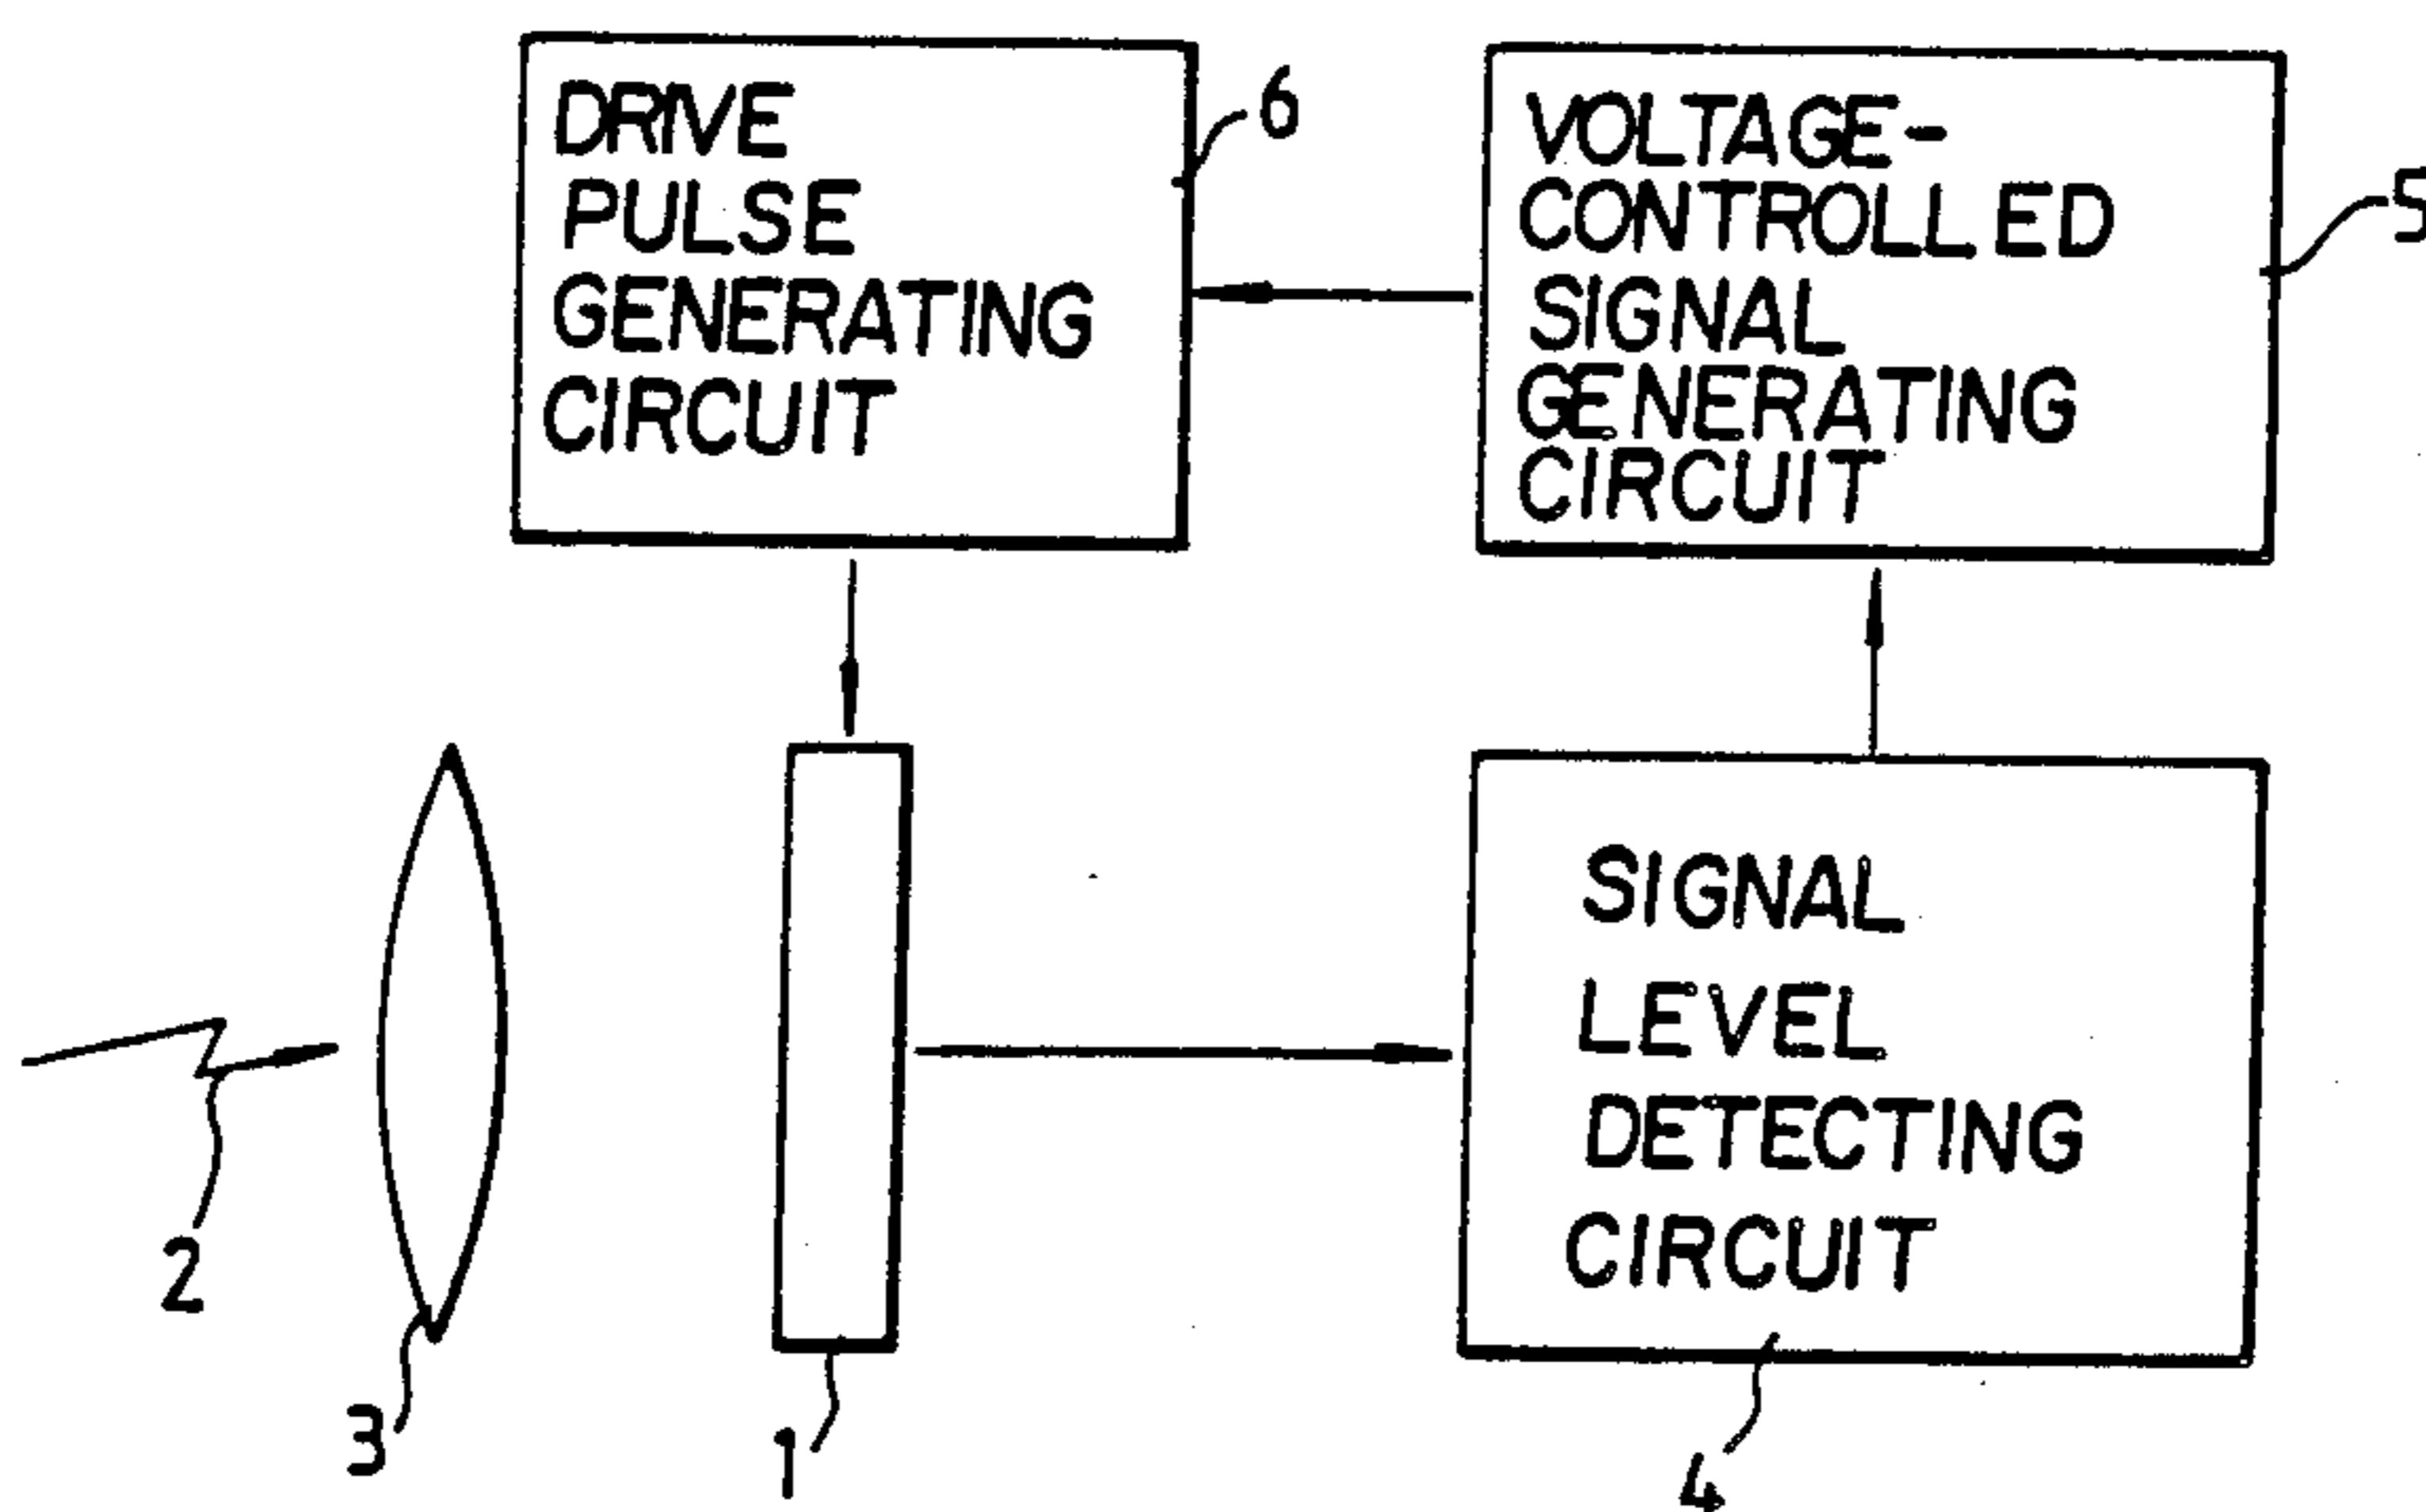 DRIVE
PULSE
GENERATING
CIRCUIT
6
VOLTAGE-
CONTROLLED
SIGNAL
GENERATING
CIRCUIT
5
SIGNAL
LEVEL
DETECTING
CIRCUIT
2
3
1
4